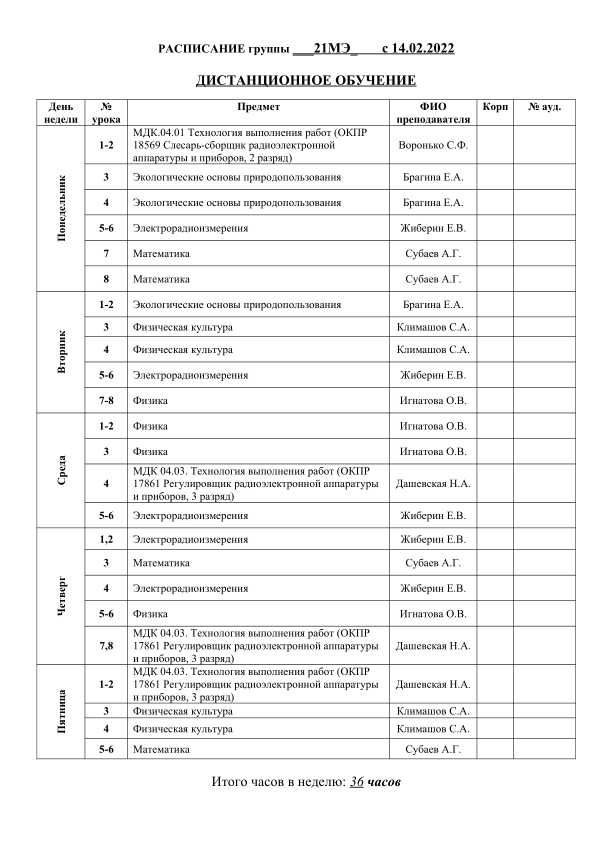 РАСПИСАНИЕ группы ___21МЭ_ с 14.02.2022
ДИСТАНЦИОННОЕ ОБУЧЕНИЕ
День недели № урока Предмет ФИО преподавателя Корп № ауд.
Понедельник
1-2 МДК.04.01 Технология выполнения работ (ОКПР
18569 Слесарь-сборщик радиоэлектронной
аппаратуры и приборов, 2 разряд) Воронько С.Ф.
3 Экологические основы природопользования Брагина Е.А.
4 Экологические основы природопользования Брагина Е.А.
5-6 Электрорадиоизмерения Жиберин Е.В.
7 Математика Субаев А.Г.
8 Математика Субаев А.Г.
Вторник
1-2 Экологические основы природопользования Брагина Е.А.
3 Физическая культура Климашов С.А.
4 Физическая культура Климашов С.А.
5-6 Электрорадиоизмерения Жиберин Е.В.
7-8 Физика Игнатова О.В.
Среда
1-2 Физика Игнатова О.В.
3 Физика Игнатова О.В.
4 МДК 04.03. Технология выполнения работ (ОКПР
17861 Регулировщик радиоэлектронной аппаратуры
и приборов, 3 разряд) Дашевская Н.А.
5-6 Электрорадиоизмерения Жиберин Е.В.
Четверг
1,2 Электрорадиоизмерения Жиберин Е.В.
3 Математика Субаев А.Г.
4 Электрорадиоизмерения Жиберин Е.В.
5-6 Физика Игнатова О.В.
7,8 МДК 04.03. Технология выполнения работ (ОКПР
17861 Регулировщик радиоэлектронной аппаратуры
и приборов, 3 разряд) Дашевская Н.А.
Пятница
1-2 МДК 04.03. Технология выполнения работ (ОКПР
17861 Регулировщик радиоэлектронной аппаратуры
и приборов, 3 разряд) Дашевская Н.А.
3 Физическая культура Климашов С.А.
4 Физическая культура Климашов С.А.
5-6 Математика Субаев А.Г.
Итого часов в неделю: 36 часов